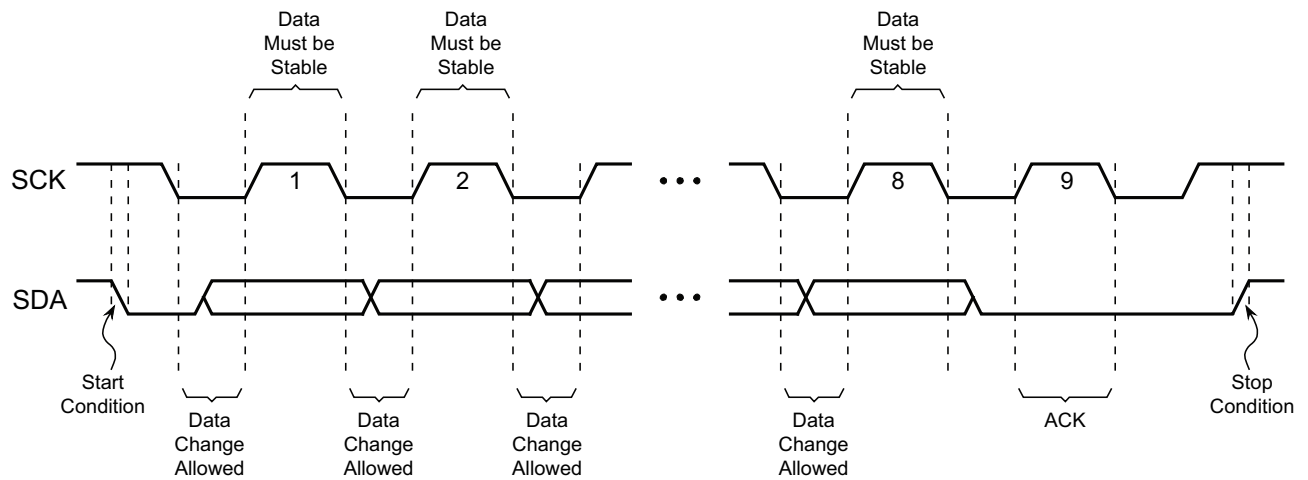 Data
Must be
Stable
Data
Must be
Stable
Data
Must be
Stable
SCK
1
2
8
9
SDA
Start
Condition
Data
Change
Allowed
Data
Change
Allowed
Data
Change
Allowed
Data
Change
Allowed
ACK
Stop
Condition